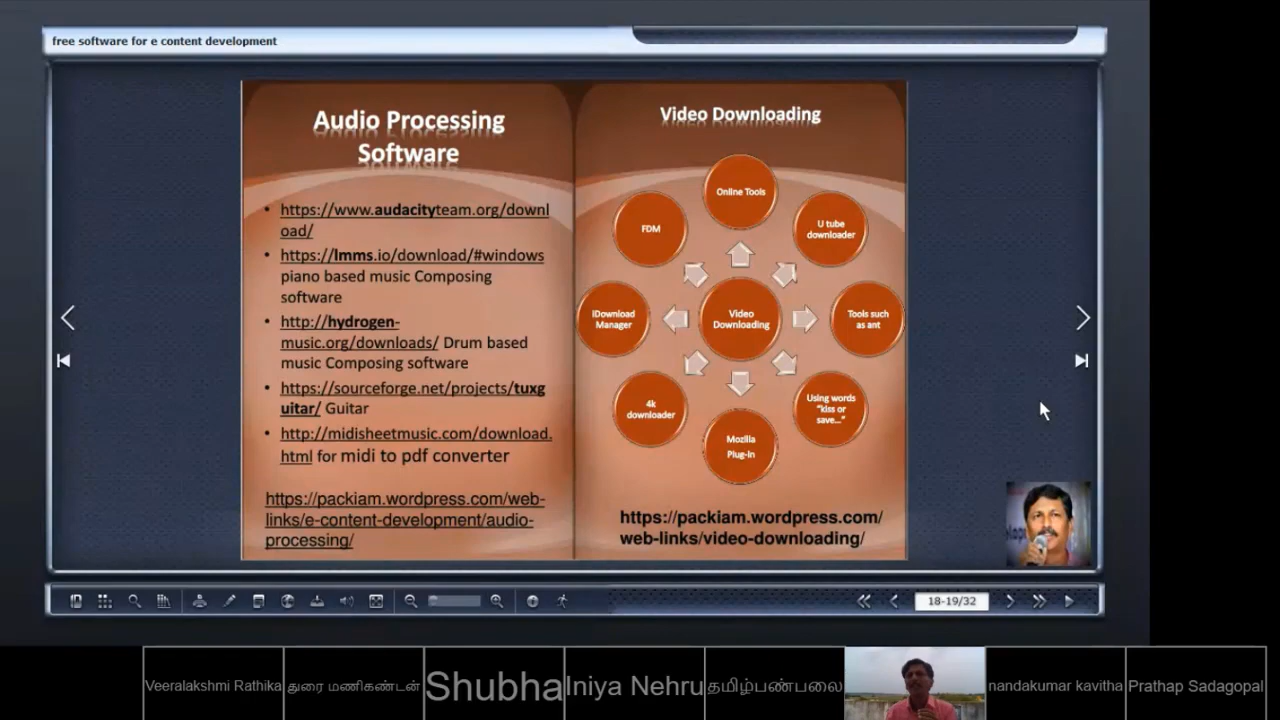 free software for e content development
Audio Processing
Software
• https://www.audacityteam.org/downl
oad/
• https://lmms.io/download/#windows
piano based music Composing
software
• http://hydrogen-
music.org/downloads/ Drum based
music Composing software
• https://sourceforge.net/projects/tuxg
uitar/ Guitar
• http://midisheetmusic.com/download.
html for midi to pdf converter
https://packiam.wordpress.com/web-
links/e-content-development/audio-
processing/
Video Downloading
Online Tools
U tube
downloader
Tools such
as ant
Using words
"kiss or
save..."
Mozilla
Plug-in
4k
downloader
IDownload
Manager
FDM
Video
Downloading
https://packiam.wordpress.com/
web-links/video-downloading/
18-19/32
Veeralakshmi Rathika
துரை மணிகண்டன்
Shubha
Iniya Nehru
தமிழ்பண்பலை
nandakumar kavitha
Prathap Sadagopal